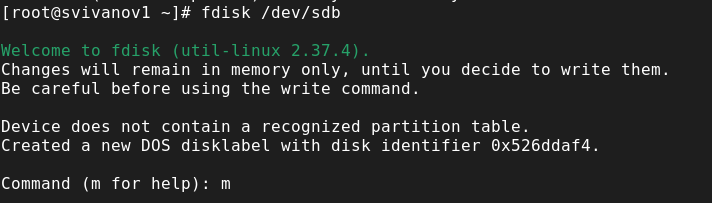 [root@svivanov1 ~]# fdisk /dev/sdb
Welcome to fdisk (util-linux 2.37.4).
Changes will remain in memory only, until you decide to write them.
Be careful before using the write command.
Device does not contain a recognized partition table.
Created a new DOS disklabel with disk identifier 0x526ddaf4.
Command (m for help): m